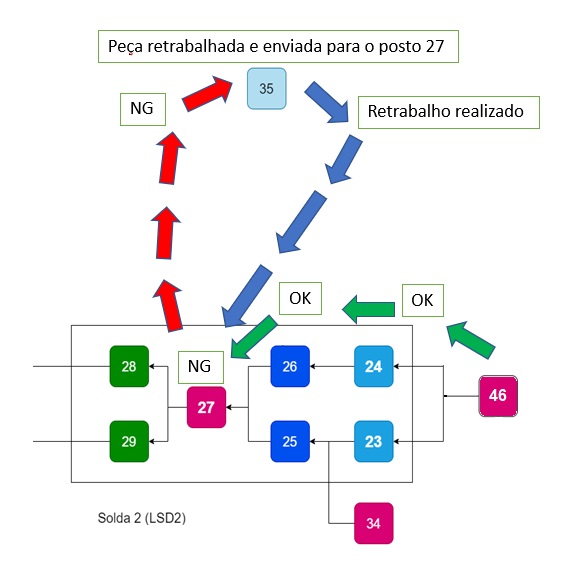 Peça retrabalhada e enviada para o posto 27
35
NG
Retrabalho realizado
OK
OK
28
NG
26
24
46
27
29
25
23
Solda 2 (LSD2)
34